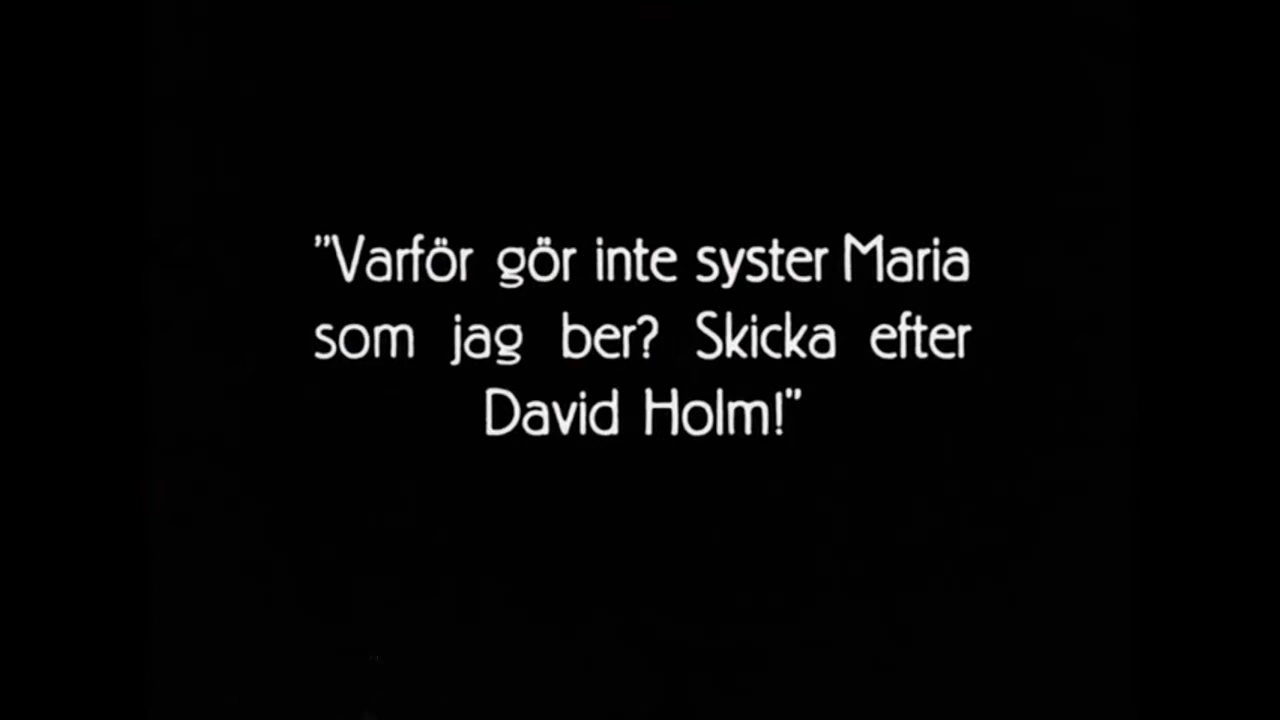 ”Varför gör inte syster Maria
som jag ber? Skicka efter
David Holm!”